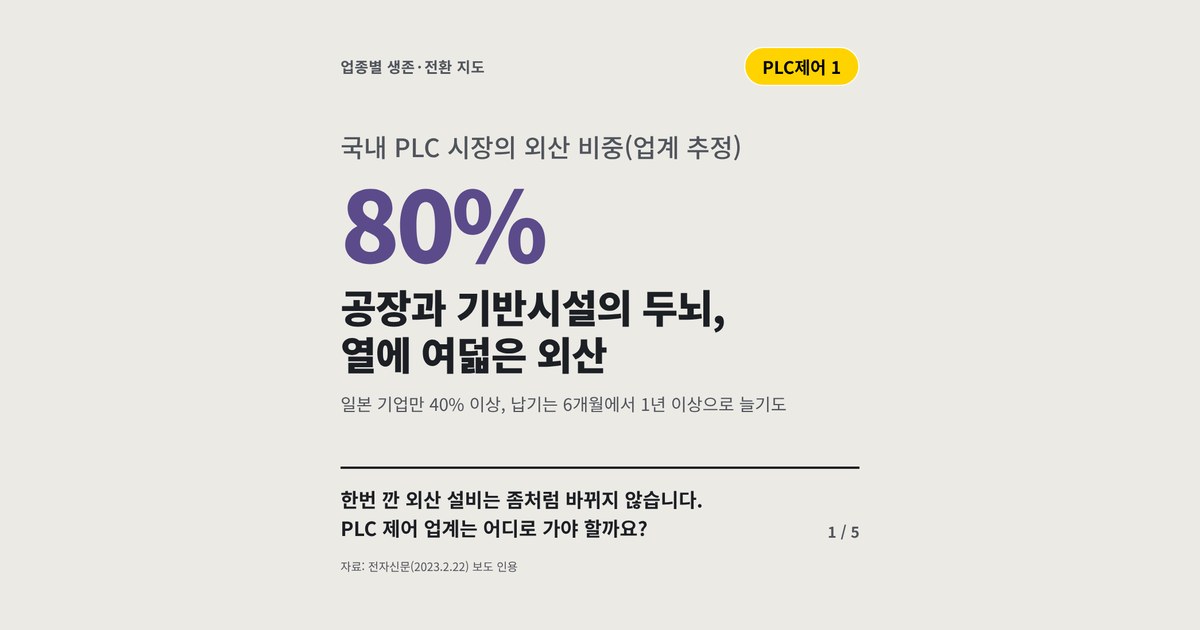 업종별 생존·전환 지도
PLC제어 1
국내 PLC 시장의 외산 비중(업계 추정)
80%
공장과 기반시설의 두뇌,
열에 여덟은 외산
일본 기업만 40% 이상, 납기는 6개월에서 1년 이상으로 늘기도
한번 깐 외산 설비는 좀처럼 바뀌지 않습니다.
PLC 제어 업계는 어디로 가야 할까요?
1 / 5
자료: 전자신문(2023.2.22) 보도 인용